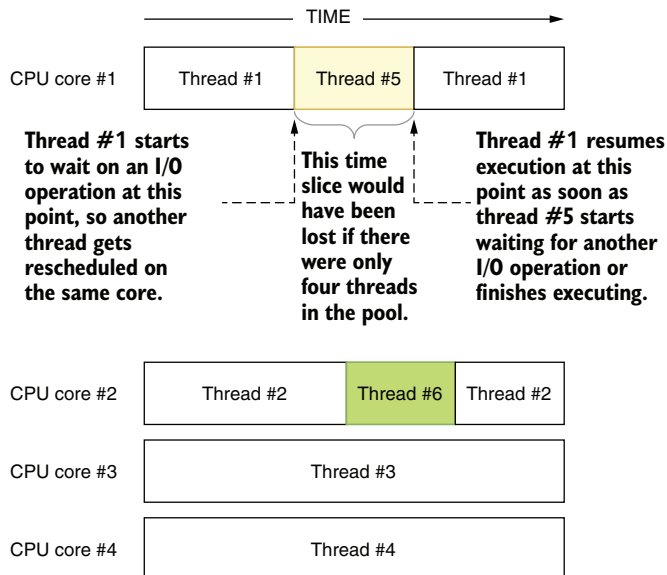 TIME
CPU core #1
Thread #1
Thread #5
Thread #1
Thread #1 starts
to wait on an I/O
operation at this
point, so another
thread gets
rescheduled on
the same core.
This time
slice would
have been
lost if there
were only
four threads
in the pool.
Thread #1 resumes
execution at this
point as soon as
thread #5 starts
waiting for another
I/O operation or
finishes executing.
CPU core #2
Thread #2
Thread #6
Thread #2
CPU core #3
Thread #3
CPU core #4
Thread #4